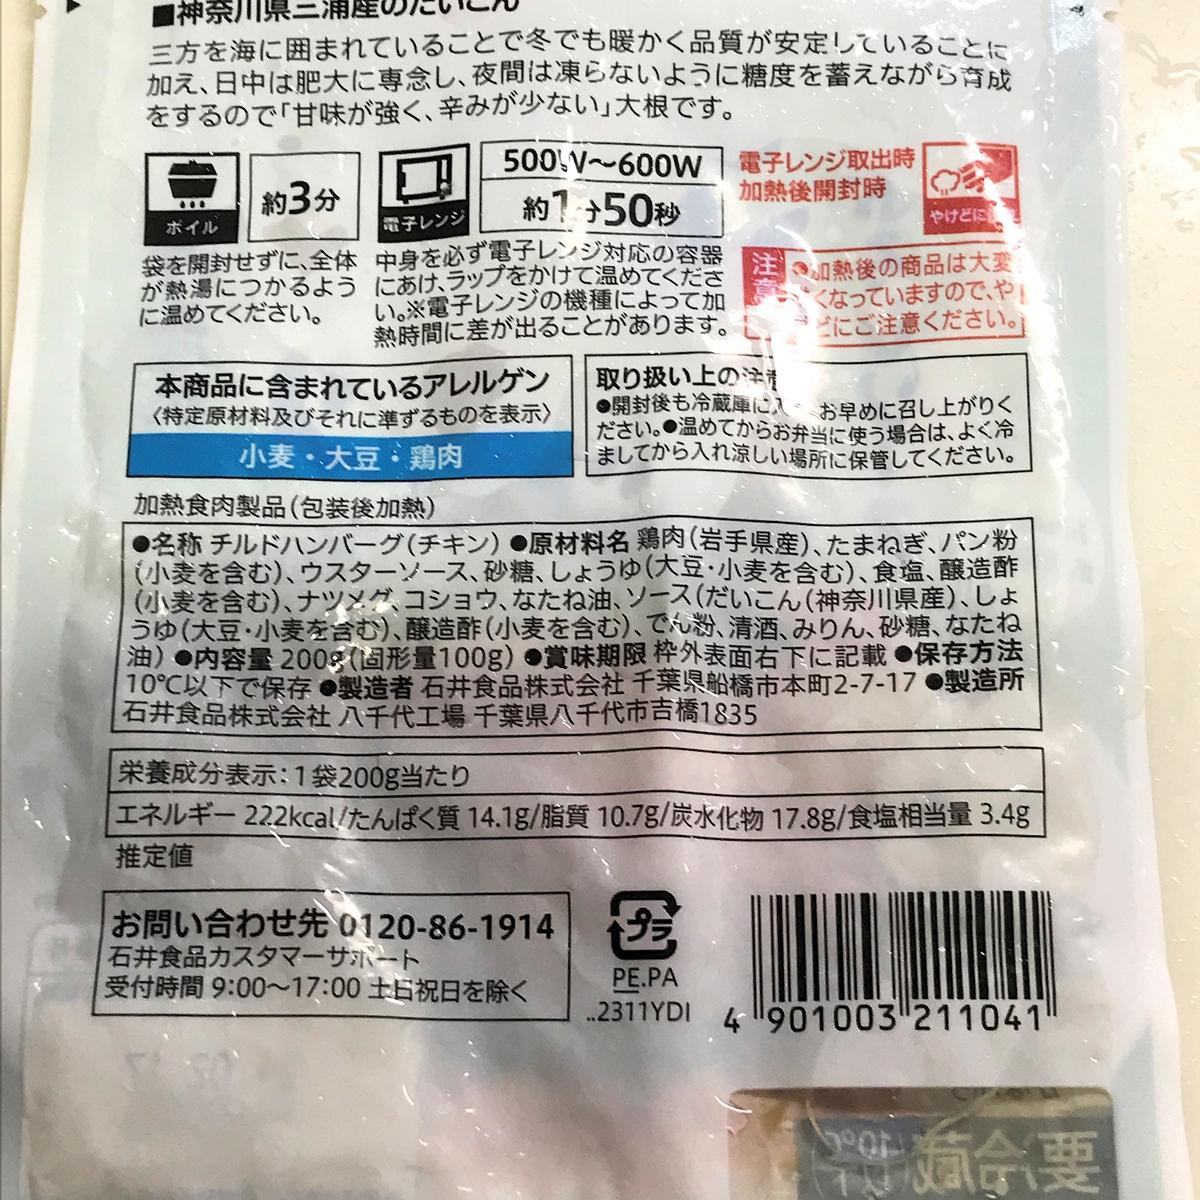 ■神奈川県三浦産のだいこん
三方を海に囲まれていることで冬でも暖かく品質が安定していることに
加え、日中は肥大に専念し、夜間は凍らないように糖度を蓄えながら育成
をするので「甘味が強く、辛みが少ない」大根です。
ボイル
約3分
袋を開封せずに、全体
が熱湯につかるよう
に温めてください。
電子レンジ
500W～600W
約1分50秒
中身を必ず電子レンジ対応の容器
にあけ、ラップをかけて温めてくださ
い。※電子レンジの機種によって加
熱時間に差が出ることがあります。
電子レンジ取出時
加熱後開封時
やけどに
注意
●加熱後の商品は大変
くなっていますので、や
どにご注意ください。
本商品に含まれているアレルゲン
〈特定原材料及びそれに準ずるものを表示〉
小麦・大豆・鶏肉
取り扱い上の注意
●開封後も冷蔵庫に入 お早めに召し上がりく
ださい。●温めてからお弁当に使う場合は、よく冷
ましてから入れ涼しい場所に保管してください。
加熱食肉製品(包装後加熱)
●名称 チルドハンバーグ(チキン) ●原材料名 鶏肉(岩手県産)、たまねぎ、パン粉
(小麦を含む)、ウスターソース、砂糖、しょうゆ(大豆・小麦を含む)、食塩、醸造酢
(小麦を含む)、ナツメグ、コショウ、なたね油、ソース(だいこん(神奈川県産)、しょ
うゆ(大豆・小麦を含む)、醸造酢(小麦を含む)、でん粉、清酒、みりん、砂糖、なたね
油) ●内容量 200g(固形量100g) ●賞味期限 枠外表面右下に記載 ●保存方法
10℃以下で保存 ●製造者 石井食品株式会社 千葉県船橋市本町2-7-17 ●製造所
石井食品株式会社 八千代工場 千葉県八千代市吉橋1835
栄養成分表示：1袋200g当たり
エネルギー 222kcal/たんぱく質 14.1g/脂質 10.7g/炭水化物 17.8g/食塩相当量 3.4g
推定値
お問い合わせ先 0120-86-1914
石井食品カスタマーサポート
受付時間 9:00～17:00 土日祝日を除く
プラ
PE.PA
..2311YDI
4 901003 211041
要冷蔵
10℃